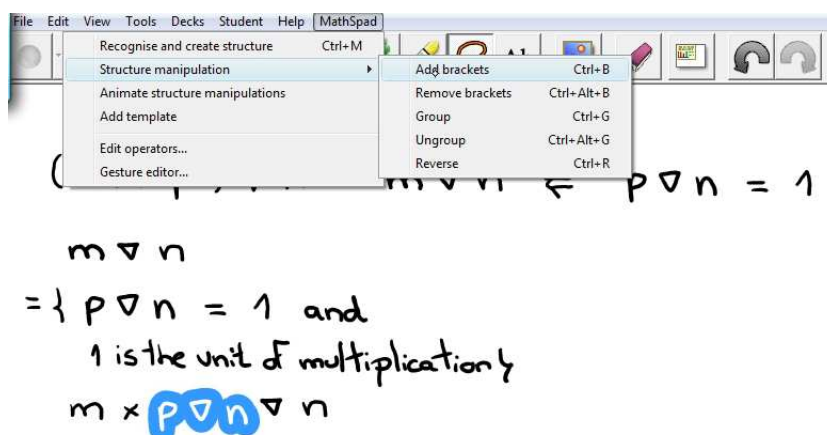 File Edit View Tools Decks Student Help MathSpad
Recognise and create structure Ctrl+M
Structure manipulation
Animate structure manipulations
Add template
Edit operators...
Gesture editor...
Add brackets Ctrl+B
Remove brackets Ctrl+Alt+B
Group Ctrl+G
Ungroup Ctrl+Alt+G
Reverse Ctrl+R
m ∇ n ⇐ p ∇ n = 1
m ∇ n
= { p ∇ n = 1 and
1 is the unit of multiplication }
m × p ∇ n ∇ n